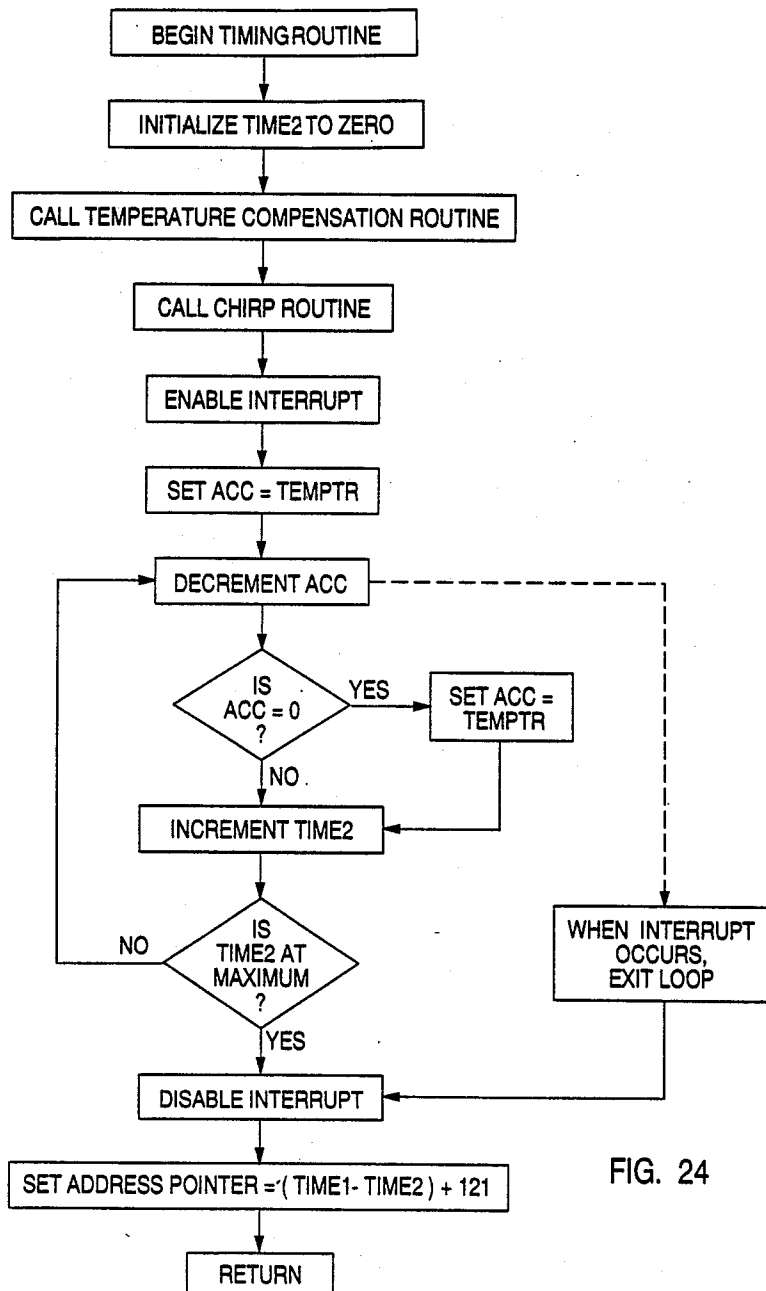 BEGIN TIMING ROUTINE
INITIALIZE TIME2 TO ZERO
CALL TEMPERATURE COMPENSATION ROUTINE
CALL CHIRP ROUTINE
ENABLE INTERRUPT
SET ACC = TEMPTR
DECREMENT ACC
IS
ACC = 0
?
YES
SET ACC =
TEMPTR
NO
INCREMENT TIME2
IS
TIME2 AT
MAXIMUM
?
NO
YES
WHEN INTERRUPT
OCCURS,
EXIT LOOP
DISABLE INTERRUPT
SET ADDRESS POINTER = ( TIME1- TIME2 ) + 121
RETURN
FIG. 24